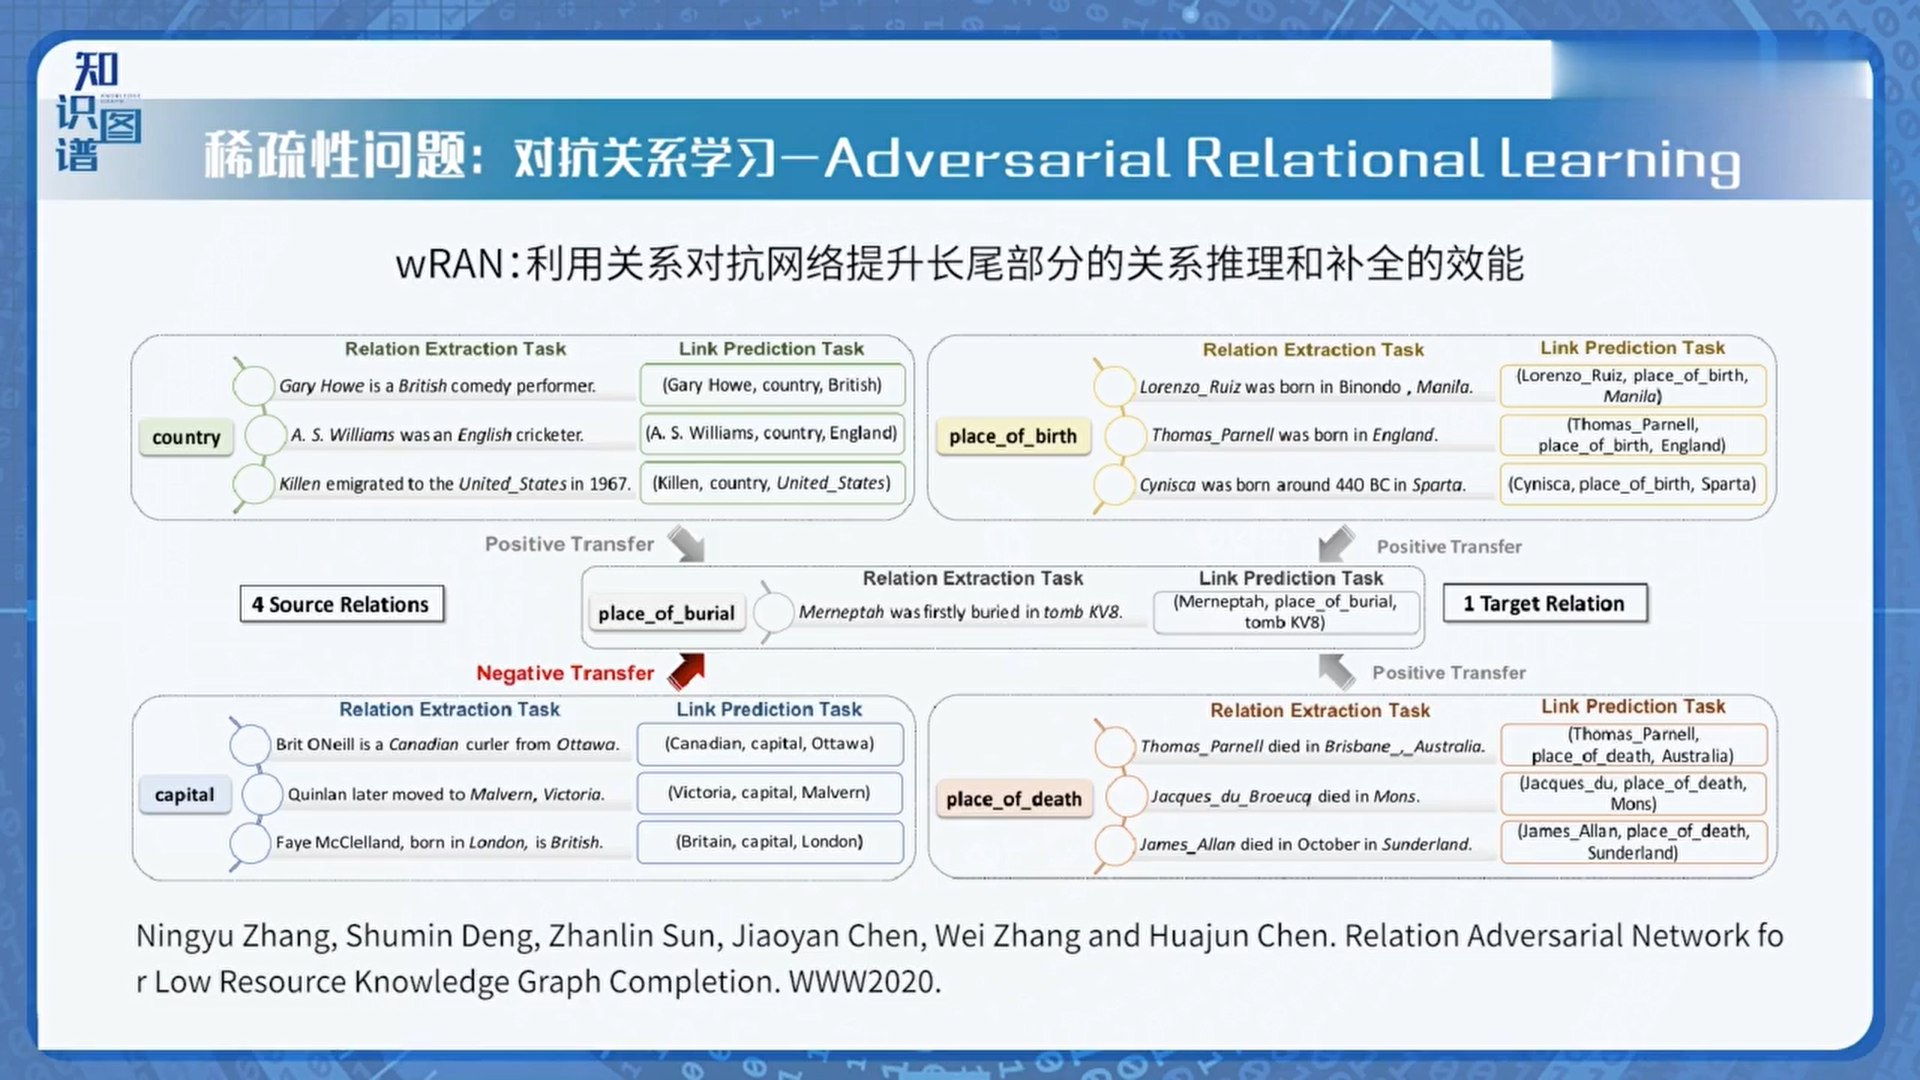 知
识图
谱
稀疏性问题：对抗关系学习—Adversarial Relational Learning
wRAN：利用关系对抗网络提升长尾部分的关系推理和补全的效能
Relation Extraction Task
Link Prediction Task
country
Gary Howe is a British comedy performer.
(Gary Howe, country, British)
A. S. Williams was an English cricketer.
(A. S. Williams, country, England)
Killen emigrated to the United_States in 1967.
(Killen, country, United_States)
Relation Extraction Task
Link Prediction Task
place_of_birth
Lorenzo_Ruiz was born in Binondo , Manila.
(Lorenzo_Ruiz, place_of_birth,
Manila)
Thomas_Parnell was born in England.
(Thomas_Parnell,
place_of_birth, England)
Cynisca was born around 440 BC in Sparta.
(Cynisca, place_of_birth, Sparta)
Positive Transfer
Positive Transfer
4 Source Relations
place_of_burial
Relation Extraction Task
Link Prediction Task
Merneptah was firstly buried in tomb KV8.
(Merneptah, place_of_burial,
tomb KV8)
1 Target Relation
Negative Transfer
Positive Transfer
Relation Extraction Task
Link Prediction Task
capital
Brit ONeill is a Canadian curler from Ottawa.
(Canadian, capital, Ottawa)
Quinlan later moved to Malvern, Victoria.
(Victoria, capital, Malvern)
Faye McClelland, born in London, is British.
(Britain, capital, London)
Relation Extraction Task
Link Prediction Task
place_of_death
Thomas_Parnell died in Brisbane_,_Australia.
(Thomas_Parnell,
place_of_death, Australia)
Jacques_du_Broeucq died in Mons.
(Jacques_du, place_of_death,
Mons)
James_Allan died in October in Sunderland.
(James_Allan, place_of_death,
Sunderland)
Ningyu Zhang, Shumin Deng, Zhanlin Sun, Jiaoyan Chen, Wei Zhang and Huajun Chen. Relation Adversarial Network fo
r Low Resource Knowledge Graph Completion. WWW2020.